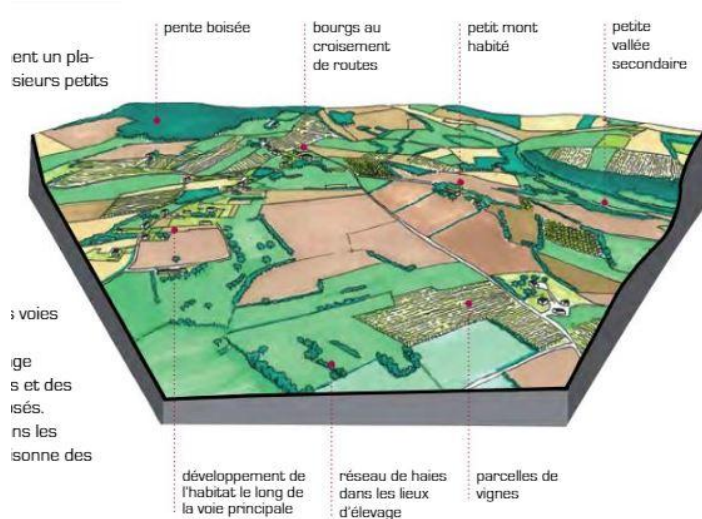 pente boisée
bourgs au
croisement
de routes
petit mont
habité
petite
vallée
secondaire
ent un pla-
sieurs petits
voies
ge
s et des
sés.
ns les
isonne des
développement de
l'habitat le long de
la voie principale
réseau de haies
dans les lieux
d'élevage
parcelles de
vignes